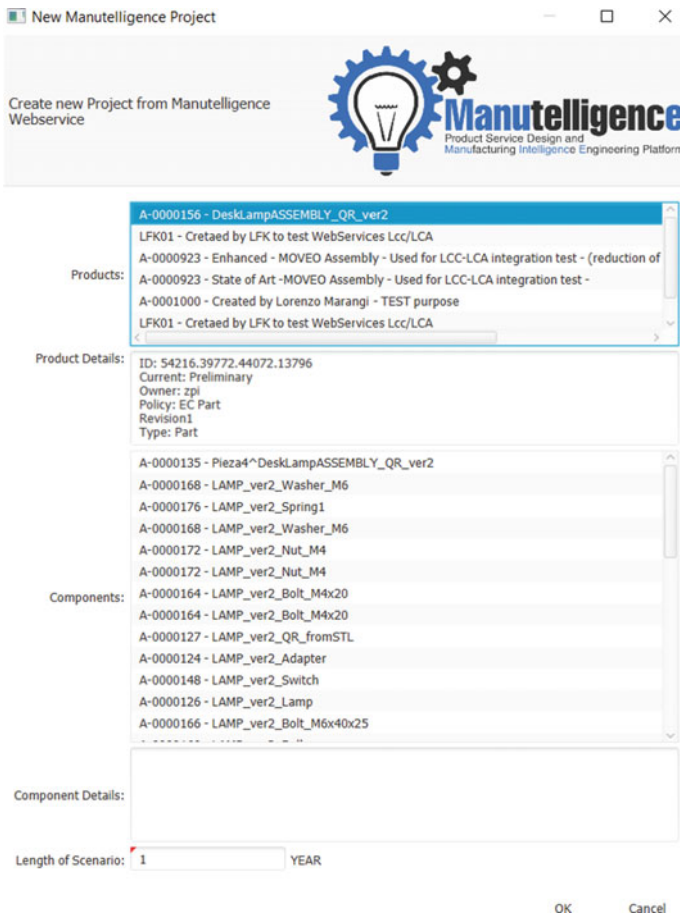 New Manutelligence Project
Create new Project from Manutelligence
Webservice
Manutelligence
Product Service Design and
Manufacturing Intelligence Engineering Platform
Products:
A-0000156 - DeskLampASSEMBLY_QR_ver2
LFK01 - Cretaed by LFK to test WebServices Lcc/LCA
A-0000923 - Enhanced - MOVEO Assembly - Used for LCC-LCA integration test - (reduction of
A-0000923 - State of Art -MOVEO Assembly - Used for LCC-LCA integration test -
A-0001000 - Created by Lorenzo Marangi - TEST purpose
LFK01 - Cretaed by LFK to test WebServices Lcc/LCA
Product Details:
ID: 54216.39772.44072.13796
Current: Preliminary
Owner: zpi
Policy: EC Part
Revision1
Type: Part
Components:
A-0000135 - Pieza4^DeskLampASSEMBLY_QR_ver2
A-0000168 - LAMP_ver2_Washer_M6
A-0000176 - LAMP_ver2_Spring1
A-0000168 - LAMP_ver2_Washer_M6
A-0000172 - LAMP_ver2_Nut_M4
A-0000172 - LAMP_ver2_Nut_M4
A-0000164 - LAMP_ver2_Bolt_M4x20
A-0000164 - LAMP_ver2_Bolt_M4x20
A-0000127 - LAMP_ver2_QR_fromSTL
A-0000124 - LAMP_ver2_Adapter
A-0000148 - LAMP_ver2_Switch
A-0000126 - LAMP_ver2_Lamp
A-0000166 - LAMP_ver2_Bolt_M6x40x25
Component Details:
Length of Scenario: 1 YEAR
OK Cancel